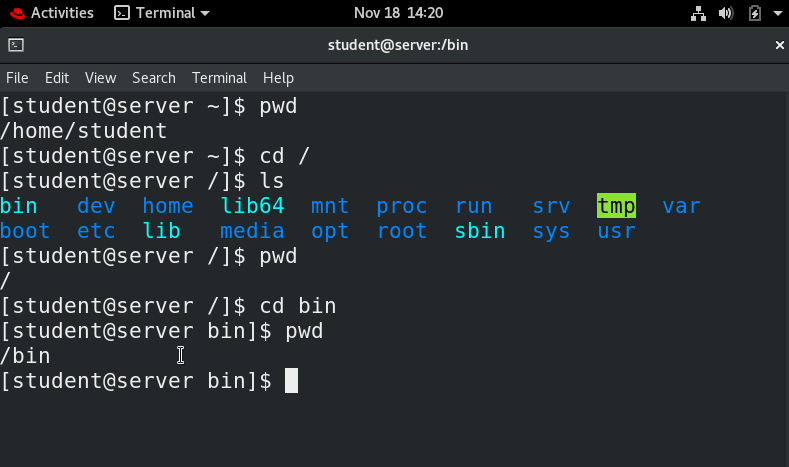 Activities Terminal Nov 18 14:20
student@server:/bin
File Edit View Search Terminal Help
[student@server ~]$ pwd
/home/student
[student@server ~]$ cd /
[student@server /]$ ls
bin dev home lib64 mnt proc run srv tmp var
boot etc lib media opt root sbin sys usr
[student@server /]$ pwd
/
[student@server /]$ cd bin
[student@server bin]$ pwd
/bin
[student@server bin]$